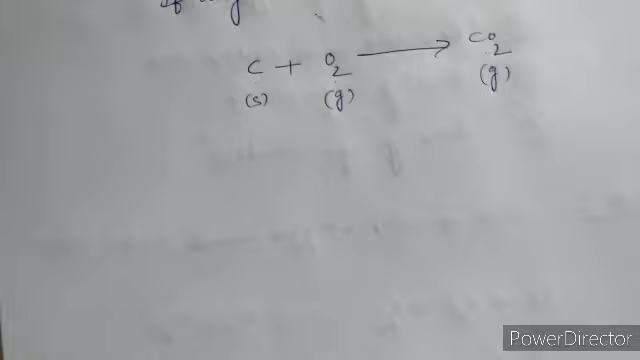 C + O₂ ⟶ CO₂
(s) (g) (g)
PowerDirector